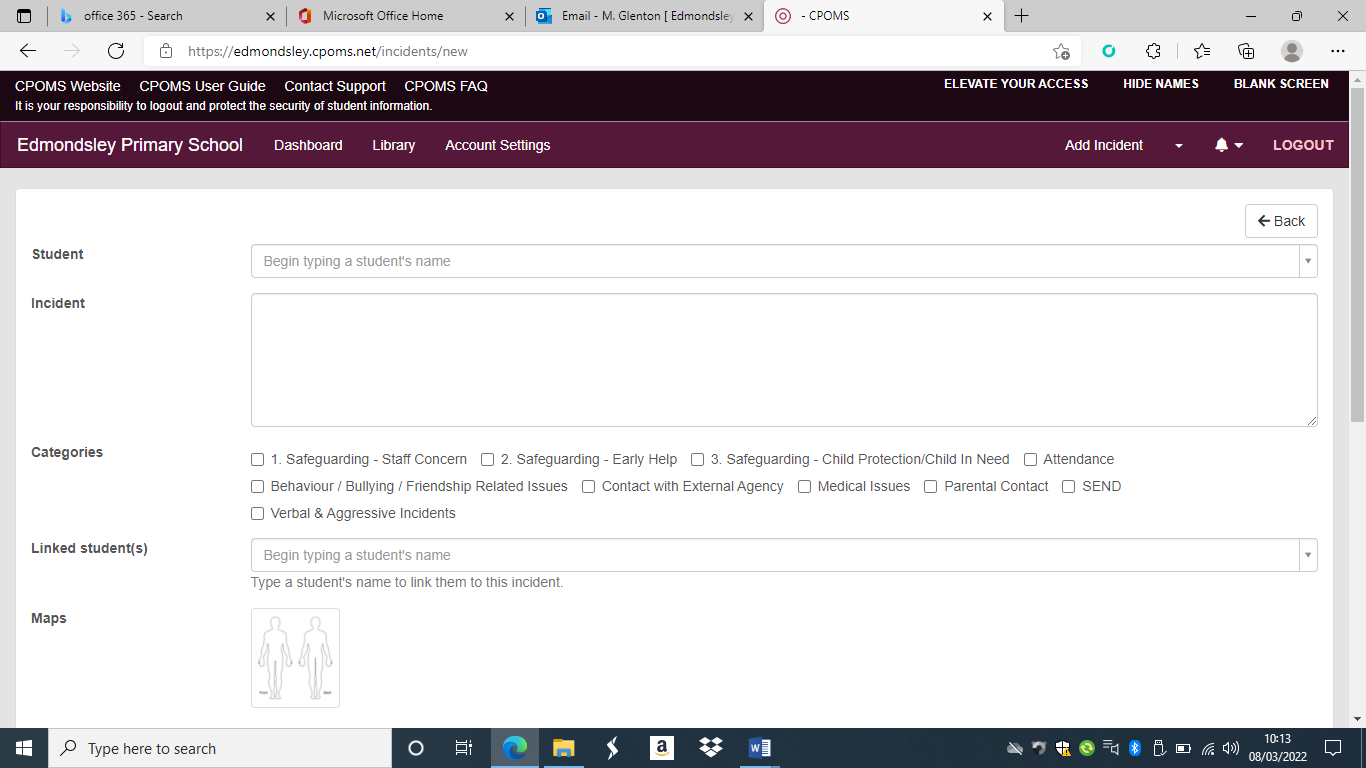 office 365 - Search
Microsoft Office Home
Email - M. Glenton [ Edmondsley
- CPOMS
https://edmondsley.cpoms.net/incidents/new
CPOMS Website CPOMS User Guide Contact Support CPOMS FAQ
ELEVATE YOUR ACCESS HIDE NAMES BLANK SCREEN
It is your responsibility to logout and protect the security of student information.
Edmondsley Primary School Dashboard Library Account Settings Add Incident LOGOUT
Back
Student
Begin typing a student's name
Incident
Categories
1. Safeguarding - Staff Concern 2. Safeguarding - Early Help 3. Safeguarding - Child Protection/Child In Need Attendance
Behaviour / Bullying / Friendship Related Issues Contact with External Agency Medical Issues Parental Contact SEND
Verbal & Aggressive Incidents
Linked student(s)
Begin typing a student's name
Type a student's name to link them to this incident.
Maps
Type here to search
10:13
08/03/2022